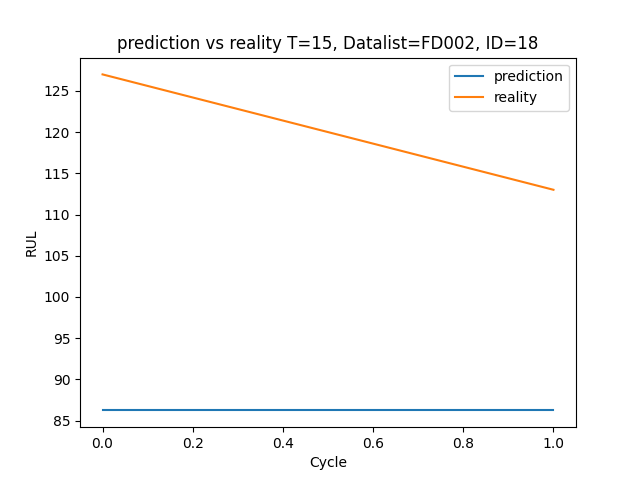 prediction vs reality T=15, Datalist=FD002, ID=18
prediction
reality
125
120
115
110
105
100
95
90
85
RUL
0.0 0.2 0.4 0.6 0.8 1.0
Cycle